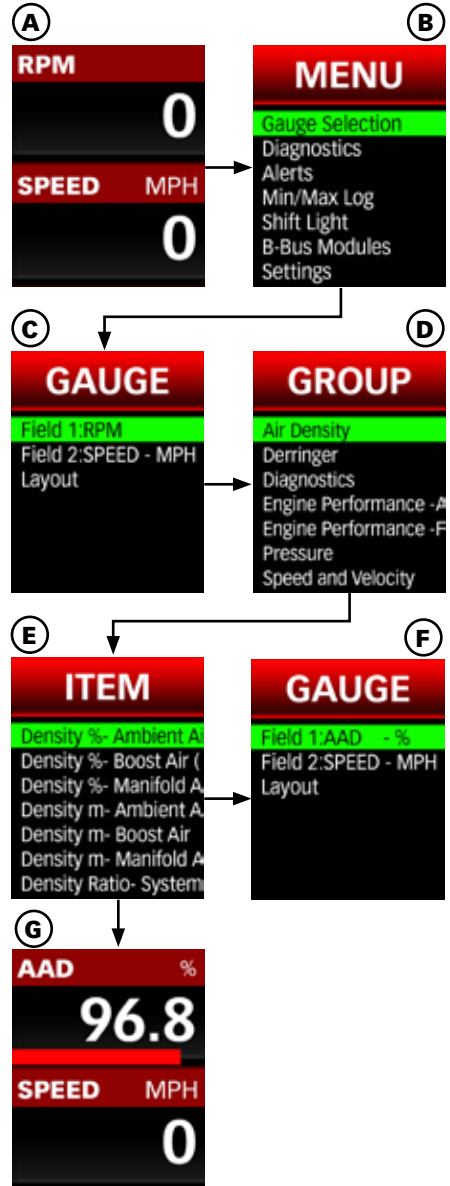 A
RPM
0
SPEED MPH
0
B
MENU
Gauge Selection
Diagnostics
Alerts
Min/Max Log
Shift Light
B-Bus Modules
Settings
C
GAUGE
Field 1:RPM
Field 2:SPEED - MPH
Layout
D
GROUP
Air Density
Derringer
Diagnostics
Engine Performance -A
Engine Performance -F
Pressure
Speed and Velocity
E
ITEM
Density %- Ambient Ai
Density %- Boost Air (
Density %- Manifold A
Density m- Ambient A
Density m- Boost Air
Density m- Manifold A
Density Ratio- System
F
GAUGE
Field 1:AAD - %
Field 2:SPEED - MPH
Layout
G
AAD %
96.8
SPEED MPH
0